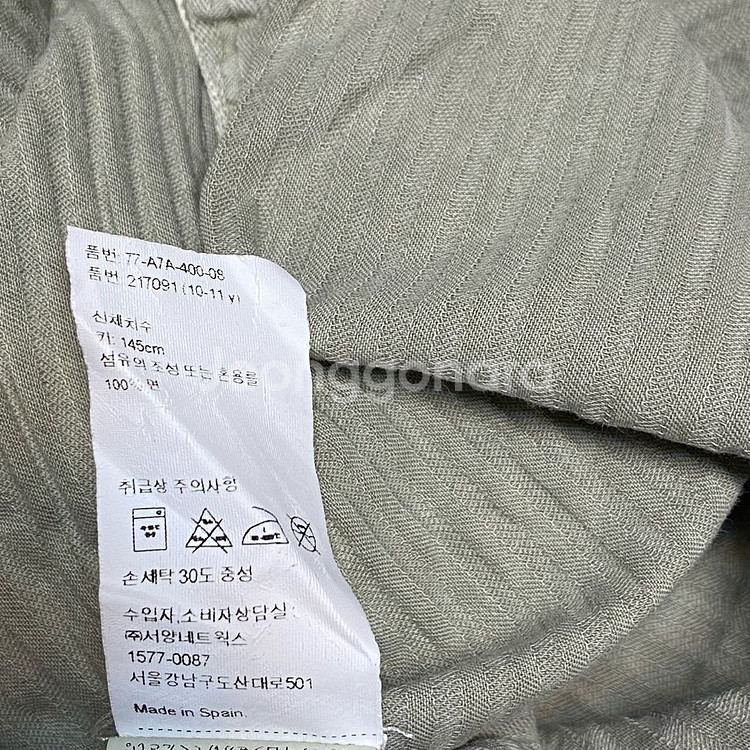 품번: 77-A7A-400-08
품번: 217091 (10-11 y)
신체치수
키: 145cm
섬유의 조성 또는 혼용률
100% 면
joonggonara
취급상 주의사항
손세탁 30도 중성
수입자,소비자상담실:
㈜서양네트웍스
1577-0087
서울강남구도산대로501
Made in Spain.